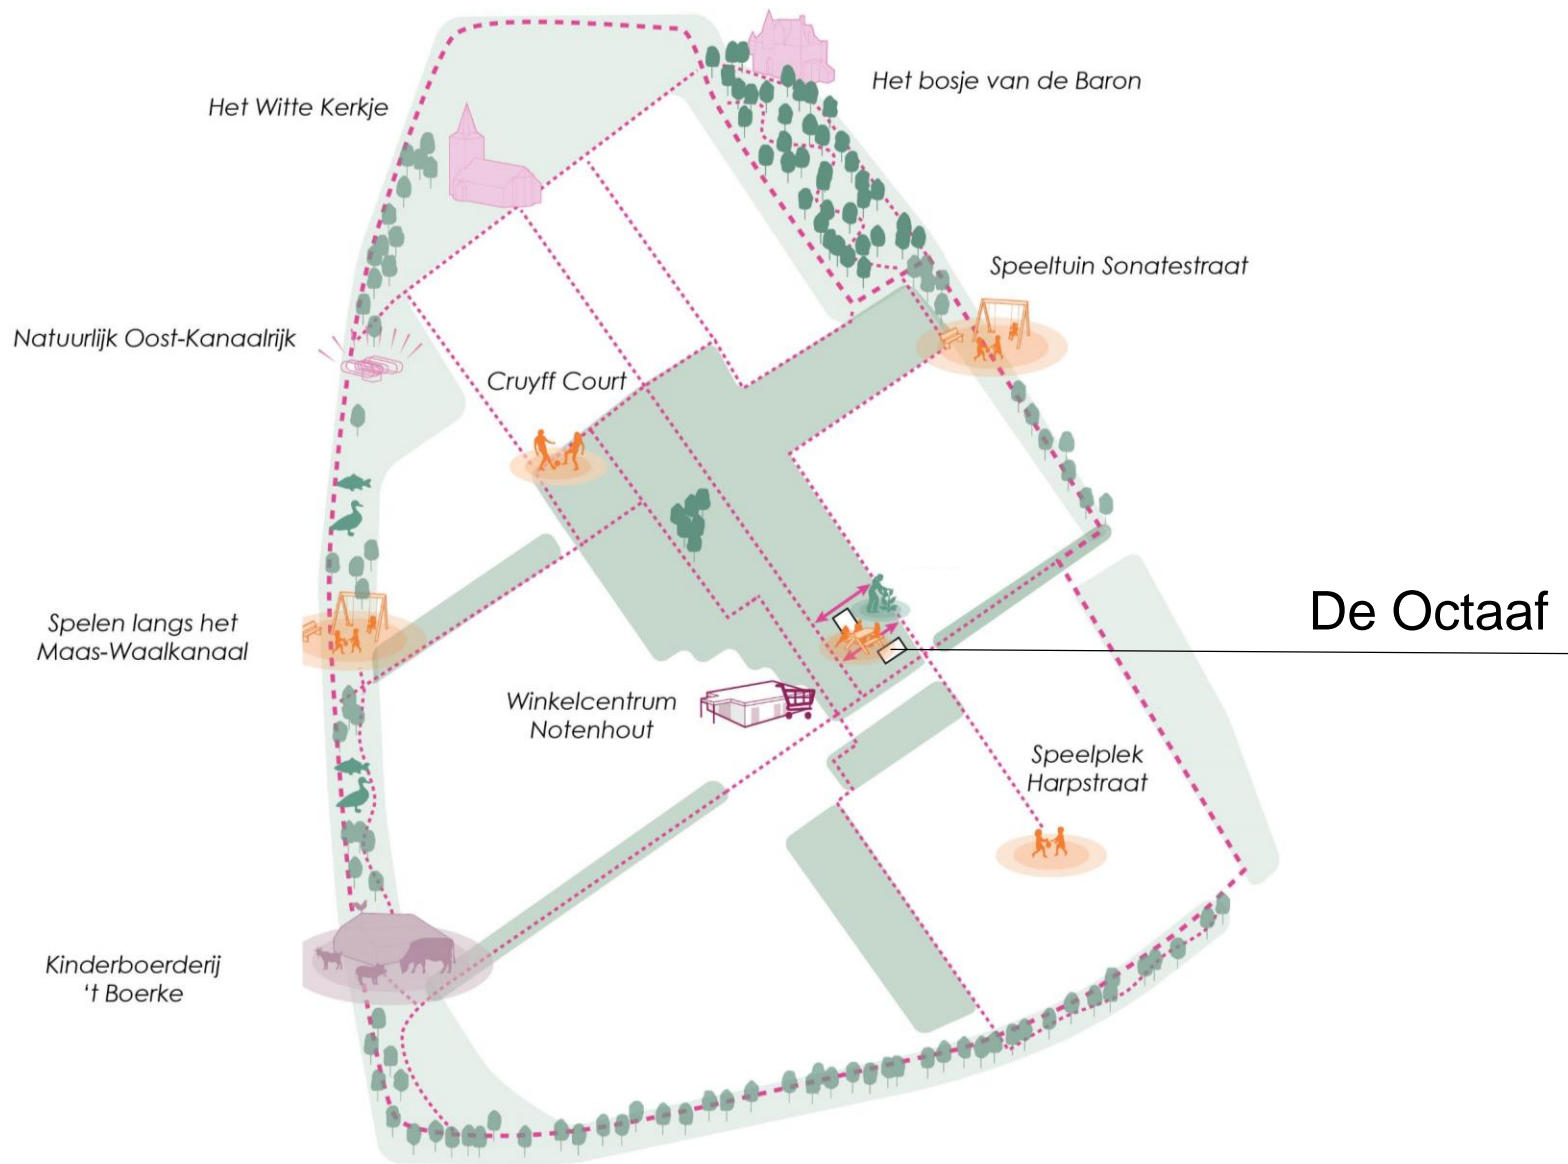 Het bosje van de Baron
Het Witte Kerkje
Speeltuin Sonatestraat
Natuurlijk Oost-Kanaalrijk
Cruyff Court
De Octaaf
Spelen langs het
Maas-Waalkanaal
Winkelcentrum
Notenhout
Speelplek
Harpstraat
Kinderboerderij
‘t Boerke